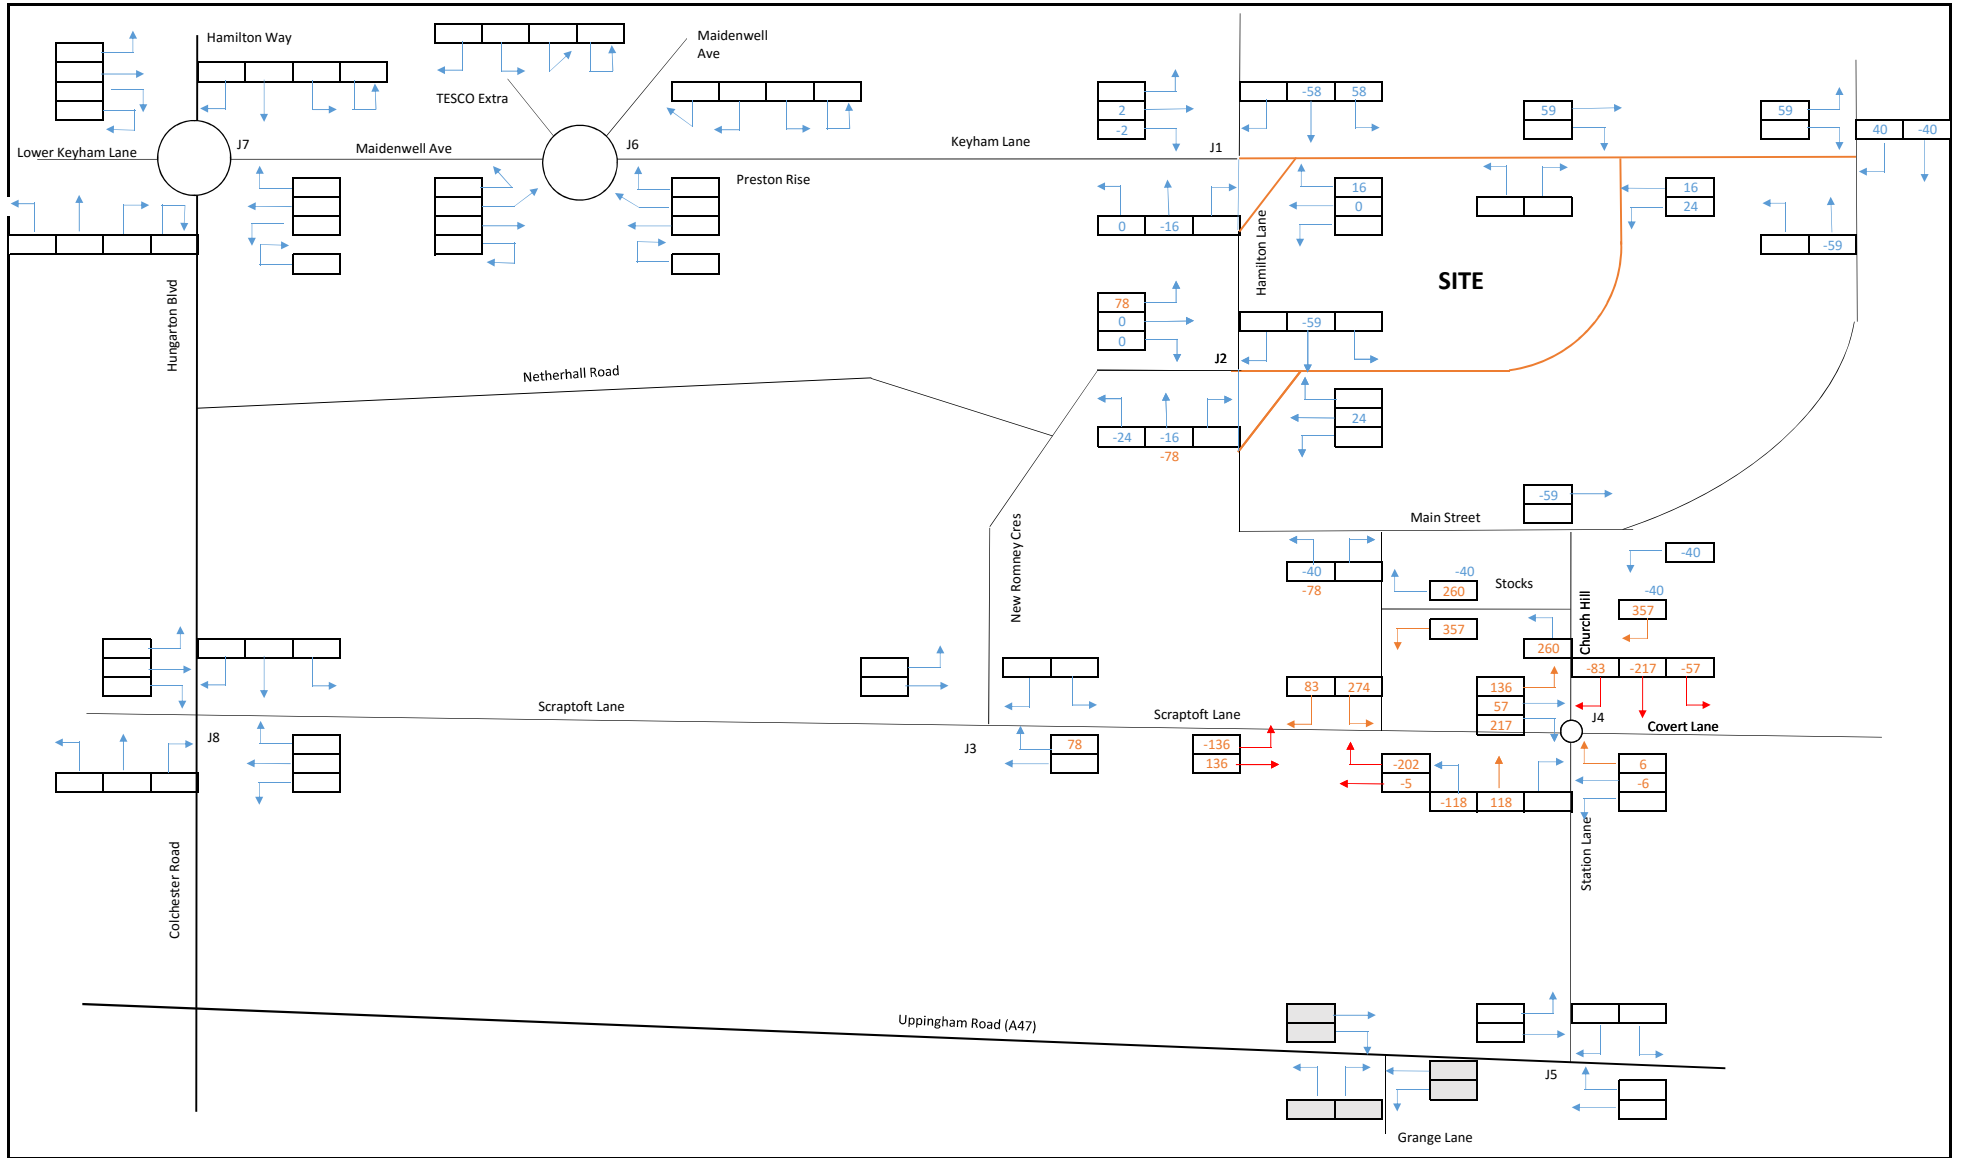 Hamilton Way
Maidenwell
Ave
TESCO Extra
J7
J6
Lower Keyham Lane
Maidenwell Ave
Preston Rise
Keyham Lane
J1
2
-2
-58 58
59
59
40 -40
0 -16
16
0
16
24
-59
Hamilton Lane
SITE
Hungarton Blvd
78
0
0
-59
J2
Netherhall Road
-24 -16
-78
24
-59
Main Street
New Romney Cres
-40
-78
-40
260
Stocks
-40
-40
357
357
Church Hill
260
-83 -217 -57
83 274
136
57
217
J4
Covert Lane
Scraptoft Lane
Scraptoft Lane
J8
J3
78
-136
136
-202
-5
-118 118
6
-6
Station Lane
Colchester Road
Uppingham Road (A47)
J5
Grange Lane